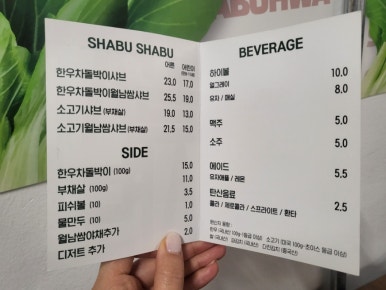 ABUHWA
SHABU SHABU
어른 어린이
한우차돌박이샤브 23.0 17.0
한우차돌박이월남쌈샤브 25.5 19.0
소고기샤브 (부채살) 19.0 13.0
소고기월남쌈샤브 (부채살) 21.5 15.0
SIDE
한우차돌박이 (100g) 15.0
부채살 (100g) 11.0
피쉬볼 (10) 3.5
물만두 (10) 1.0
월남쌈야채추가 5.0
디저트 추가 2.0
BEVERAGE
하이볼 10.0
얼그레이 8.0
유자 / 매실
맥주 5.0
소주 5.0
에이드 5.5
유자애플 / 레몬
탄산음료 2.5
콜라 / 제로콜라 / 스프라이트 / 환타